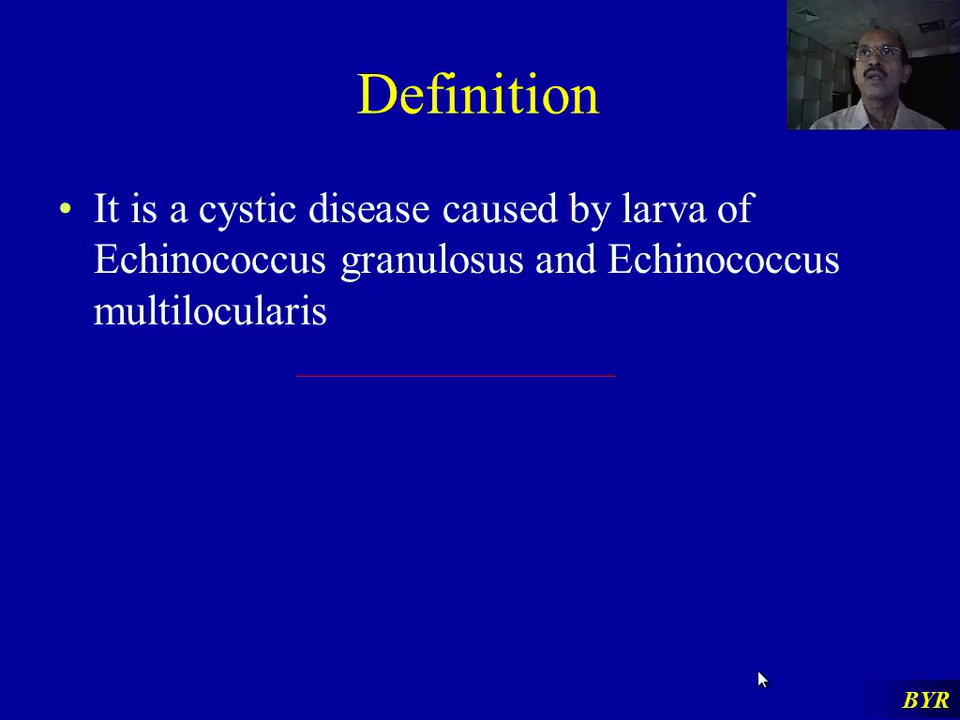 Definition
• It is a cystic disease caused by larva of
Echinococcus granulosus and Echinococcus
multilocularis
BYR